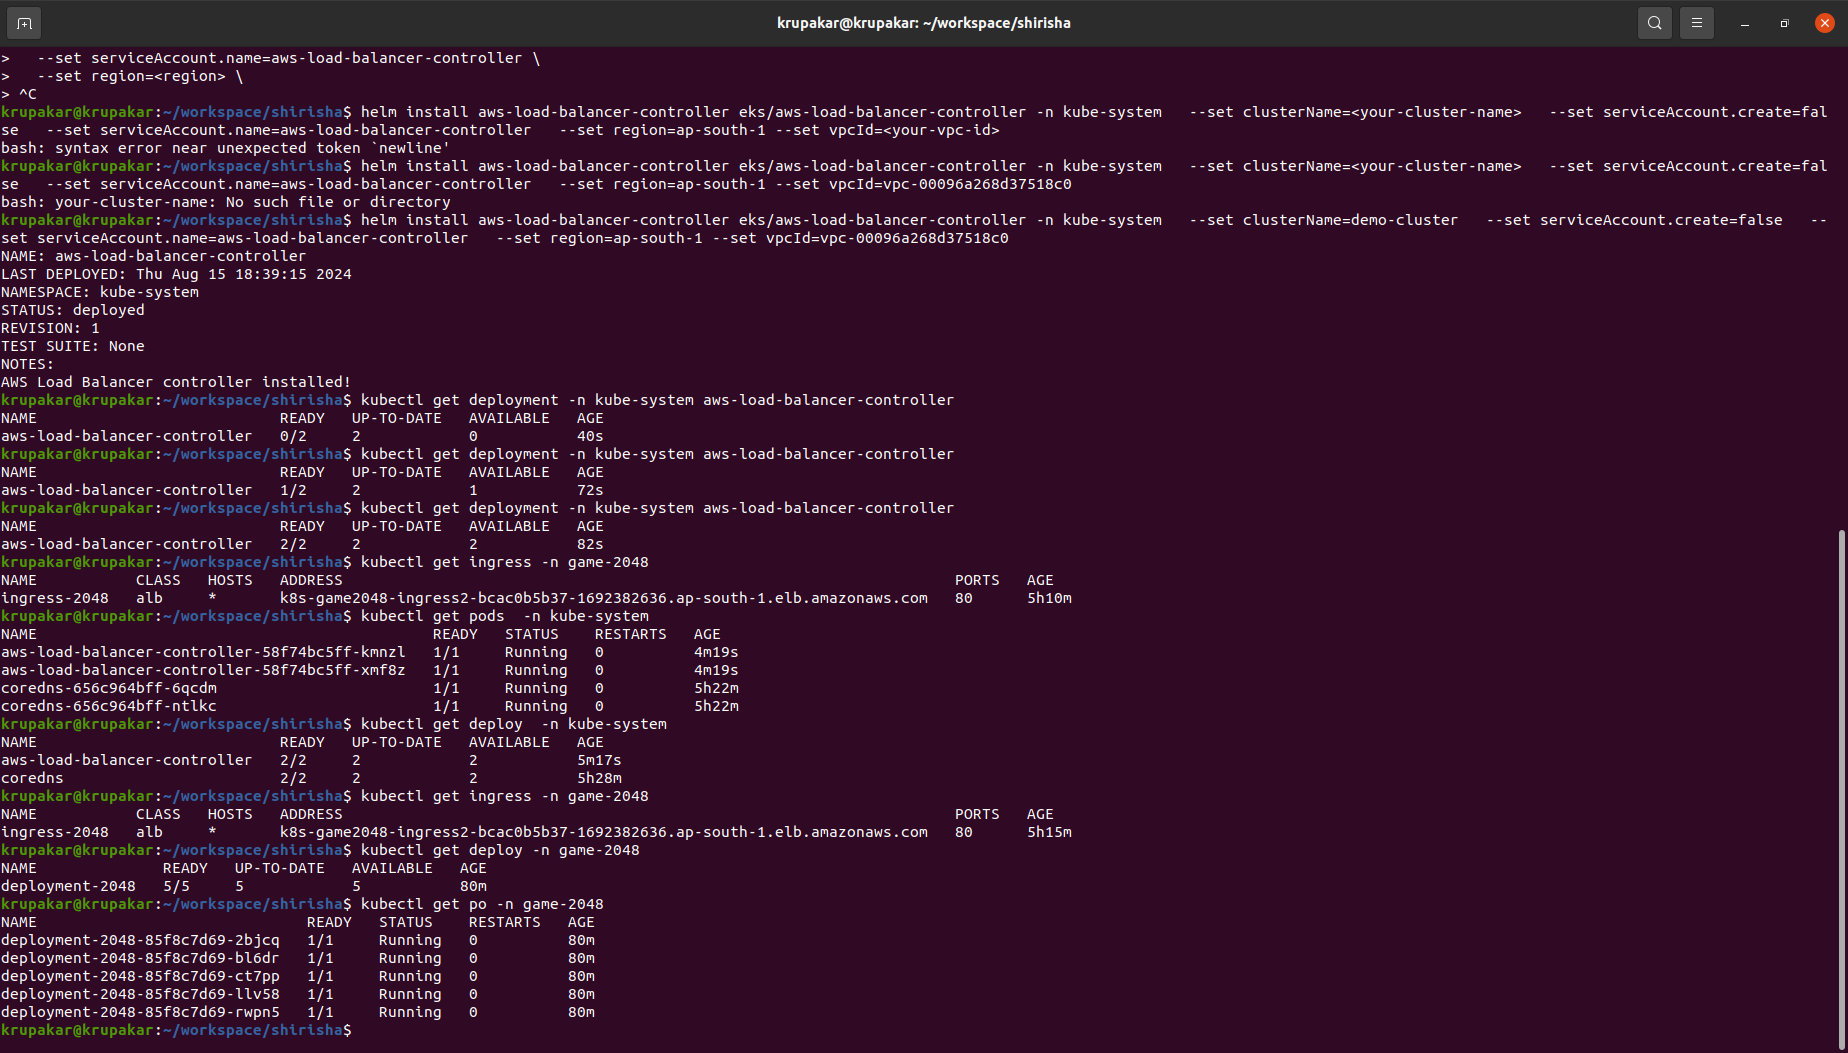 krupakar@krupakar: ~/workspace/shirisha
>   --set serviceAccount.name=aws-load-balancer-controller \
>   --set region=<region> \
> ^C
krupakar@krupakar:~/workspace/shirisha$ helm install aws-load-balancer-controller eks/aws-load-balancer-controller -n kube-system   --set clusterName=<your-cluster-name>   --set serviceAccount.create=fal
se   --set serviceAccount.name=aws-load-balancer-controller   --set region=ap-south-1 --set vpcId=<your-vpc-id>
bash: syntax error near unexpected token `newline'
krupakar@krupakar:~/workspace/shirisha$ helm install aws-load-balancer-controller eks/aws-load-balancer-controller -n kube-system   --set clusterName=<your-cluster-name>   --set serviceAccount.create=fal
se   --set serviceAccount.name=aws-load-balancer-controller   --set region=ap-south-1 --set vpcId=vpc-00096a268d37518c0
bash: your-cluster-name: No such file or directory
krupakar@krupakar:~/workspace/shirisha$ helm install aws-load-balancer-controller eks/aws-load-balancer-controller -n kube-system   --set clusterName=demo-cluster   --set serviceAccount.create=false   --
set serviceAccount.name=aws-load-balancer-controller   --set region=ap-south-1 --set vpcId=vpc-00096a268d37518c0
NAME: aws-load-balancer-controller
LAST DEPLOYED: Thu Aug 15 18:39:15 2024
NAMESPACE: kube-system
STATUS: deployed
REVISION: 1
TEST SUITE: None
NOTES:
AWS Load Balancer controller installed!
krupakar@krupakar:~/workspace/shirisha$ kubectl get deployment -n kube-system aws-load-balancer-controller
NAME                           READY   UP-TO-DATE   AVAILABLE   AGE
aws-load-balancer-controller   0/2     2            0           40s
krupakar@krupakar:~/workspace/shirisha$ kubectl get deployment -n kube-system aws-load-balancer-controller
NAME                           READY   UP-TO-DATE   AVAILABLE   AGE
aws-load-balancer-controller   1/2     2            1           72s
krupakar@krupakar:~/workspace/shirisha$ kubectl get deployment -n kube-system aws-load-balancer-controller
NAME                           READY   UP-TO-DATE   AVAILABLE   AGE
aws-load-balancer-controller   2/2     2            2           82s
krupakar@krupakar:~/workspace/shirisha$ kubectl get ingress -n game-2048
NAME           CLASS   HOSTS   ADDRESS                                                                    PORTS   AGE
ingress-2048   alb     *       k8s-game2048-ingress2-bcac0b5b37-1692382636.ap-south-1.elb.amazonaws.com   80      5h10m
krupakar@krupakar:~/workspace/shirisha$ kubectl get pods  -n kube-system
NAME                                            READY   STATUS    RESTARTS   AGE
aws-load-balancer-controller-58f74bc5ff-kmnzl   1/1     Running   0          4m19s
aws-load-balancer-controller-58f74bc5ff-xmf8z   1/1     Running   0          4m19s
coredns-656c964bff-6qcdm                        1/1     Running   0          5h22m
coredns-656c964bff-ntlkc                        1/1     Running   0          5h22m
krupakar@krupakar:~/workspace/shirisha$ kubectl get deploy  -n kube-system
NAME                           READY   UP-TO-DATE   AVAILABLE   AGE
aws-load-balancer-controller   2/2     2            2           5m17s
coredns                        2/2     2            2           5h28m
krupakar@krupakar:~/workspace/shirisha$ kubectl get ingress -n game-2048
NAME           CLASS   HOSTS   ADDRESS                                                                    PORTS   AGE
ingress-2048   alb     *       k8s-game2048-ingress2-bcac0b5b37-1692382636.ap-south-1.elb.amazonaws.com   80      5h15m
krupakar@krupakar:~/workspace/shirisha$ kubectl get deploy -n game-2048
NAME              READY   UP-TO-DATE   AVAILABLE   AGE
deployment-2048   5/5     5            5           80m
krupakar@krupakar:~/workspace/shirisha$ kubectl get po -n game-2048
NAME                              READY   STATUS    RESTARTS   AGE
deployment-2048-85f8c7d69-2bjcq   1/1     Running   0          80m
deployment-2048-85f8c7d69-bl6dr   1/1     Running   0          80m
deployment-2048-85f8c7d69-ct7pp   1/1     Running   0          80m
deployment-2048-85f8c7d69-llv58   1/1     Running   0          80m
deployment-2048-85f8c7d69-rwpn5   1/1     Running   0          80m
krupakar@krupakar:~/workspace/shirisha$